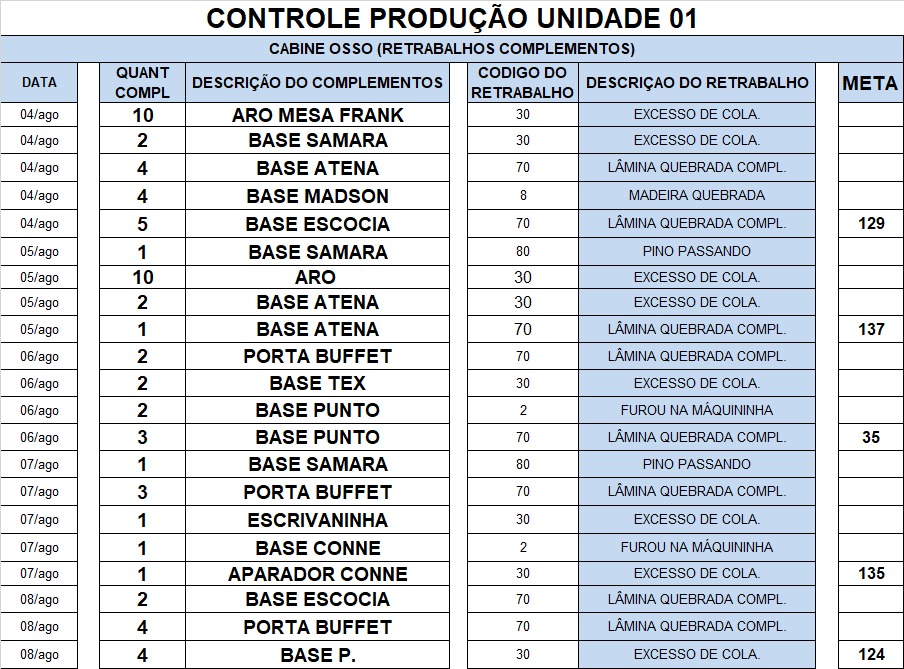 CONTROLE PRODUÇÃO UNIDADE 01
CABINE OSSO (RETRABALHOS COMPLEMENTOS)
DATA QUANT COMPL DESCRIÇÃO DO COMPLEMENTOS CODIGO DO RETRABALHO DESCRIÇAO DO RETRABALHO META
04/ago 10 ARO MESA FRANK 30 EXCESSO DE COLA.
04/ago 2 BASE SAMARA 30 EXCESSO DE COLA.
04/ago 4 BASE ATENA 70 LÂMINA QUEBRADA COMPL.
04/ago 4 BASE MADSON 8 MADEIRA QUEBRADA
04/ago 5 BASE ESCOCIA 70 LÂMINA QUEBRADA COMPL. 129
05/ago 1 BASE SAMARA 80 PINO PASSANDO
05/ago 10 ARO 30 EXCESSO DE COLA.
05/ago 2 BASE ATENA 30 EXCESSO DE COLA.
05/ago 1 BASE ATENA 70 LÂMINA QUEBRADA COMPL. 137
06/ago 2 PORTA BUFFET 70 LÂMINA QUEBRADA COMPL.
06/ago 2 BASE TEX 30 EXCESSO DE COLA.
06/ago 2 BASE PUNTO 2 FUROU NA MÁQUININHA
06/ago 3 BASE PUNTO 70 LÂMINA QUEBRADA COMPL. 35
07/ago 1 BASE SAMARA 80 PINO PASSANDO
07/ago 3 PORTA BUFFET 70 LÂMINA QUEBRADA COMPL.
07/ago 1 ESCRIVANINHA 30 EXCESSO DE COLA.
07/ago 1 BASE CONNE 2 FUROU NA MÁQUININHA
07/ago 1 APARADOR CONNE 30 EXCESSO DE COLA. 135
08/ago 2 BASE ESCOCIA 70 LÂMINA QUEBRADA COMPL.
08/ago 4 PORTA BUFFET 70 LÂMINA QUEBRADA COMPL.
08/ago 4 BASE P. 30 EXCESSO DE COLA. 124